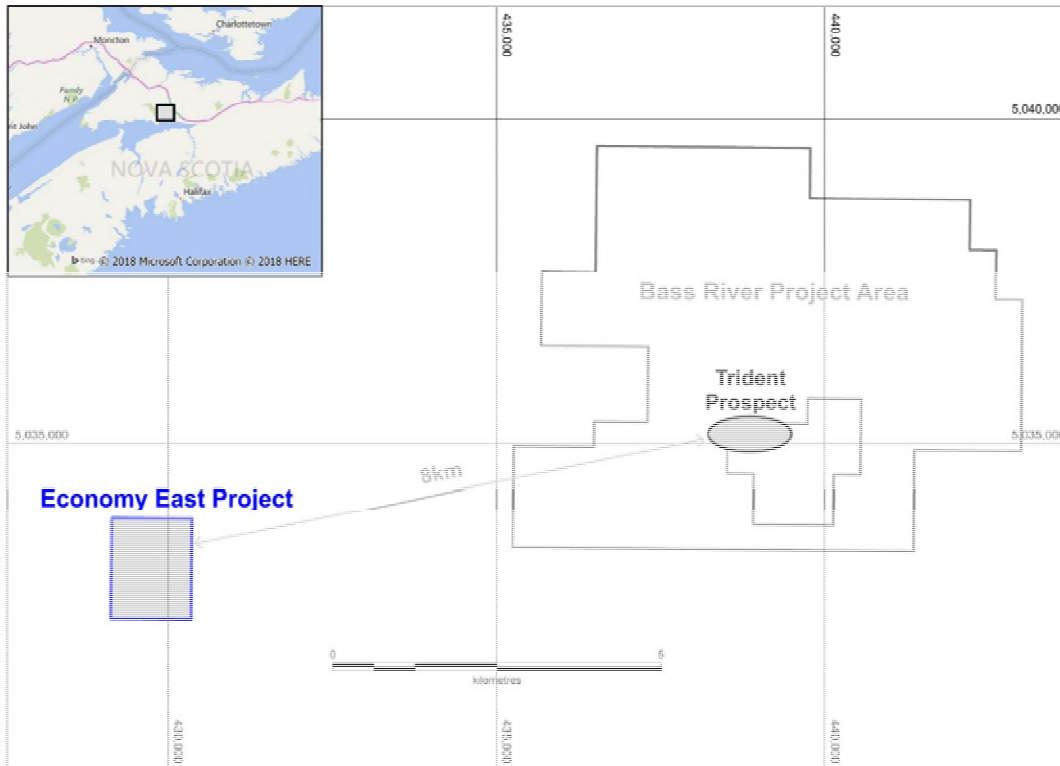 Charlottetown
Moncton
Fundy
N.P.
nt John
NOVA SCOTIA
Halifax
bing © 2018 Microsoft Corporation © 2018 HERE
435,000
440,000
5,040,000
Bass River Project Area
Trident
Prospect
5,035,000
5,035,000
8km
Economy East Project
0
5
kilometres
430,000
435,000
440,000